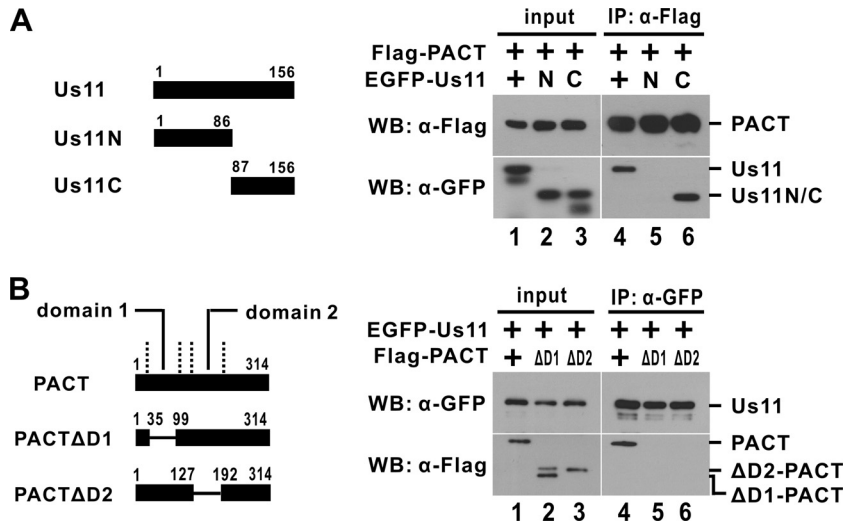 A
input IP: α-Flag
Flag-PACT + + + + + +
EGFP-Us11 + N C + N C
1 156
Us11
1 86
Us11N
87 156
Us11C
WB: α-Flag
PACT
WB: α-GFP
Us11
Us11N/C
1 2 3 4 5 6
B
domain 1 domain 2
1 314
PACT
1 35 99 314
PACTΔD1
1 127 192 314
PACTΔD2
input IP: α-GFP
EGFP-Us11 + + + + + +
Flag-PACT + ΔD1 ΔD2 + ΔD1 ΔD2
WB: α-GFP
Us11
WB: α-Flag
PACT
ΔD2-PACT
ΔD1-PACT
1 2 3 4 5 6